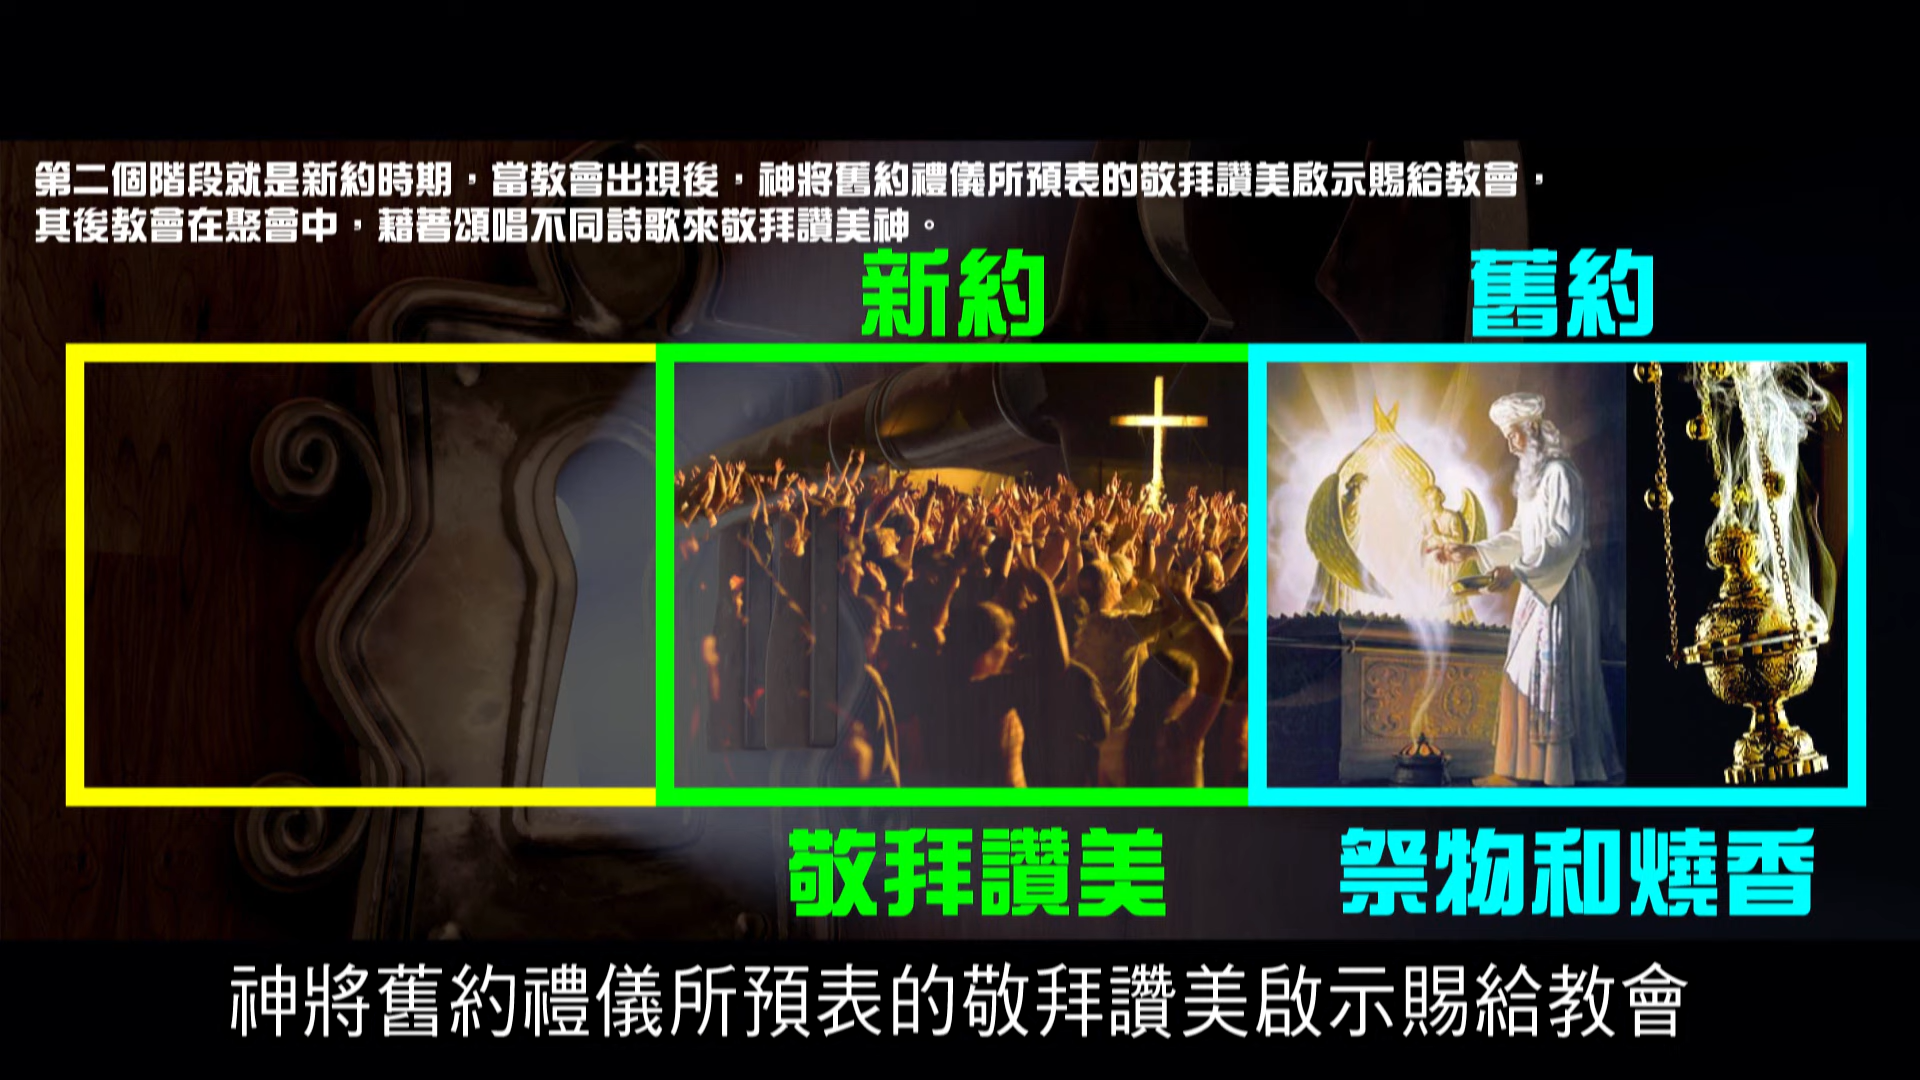 第二個階段就是新約時期，當教會出現後，神將舊約禮儀所預表的敬拜讚美啟示賜給教會，
其後教會在聚會中，藉著頌唱不同詩歌來敬拜讚美神。
新約
舊約
敬拜讚美
祭物和燒香
神將舊約禮儀所預表的敬拜讚美啟示賜給教會